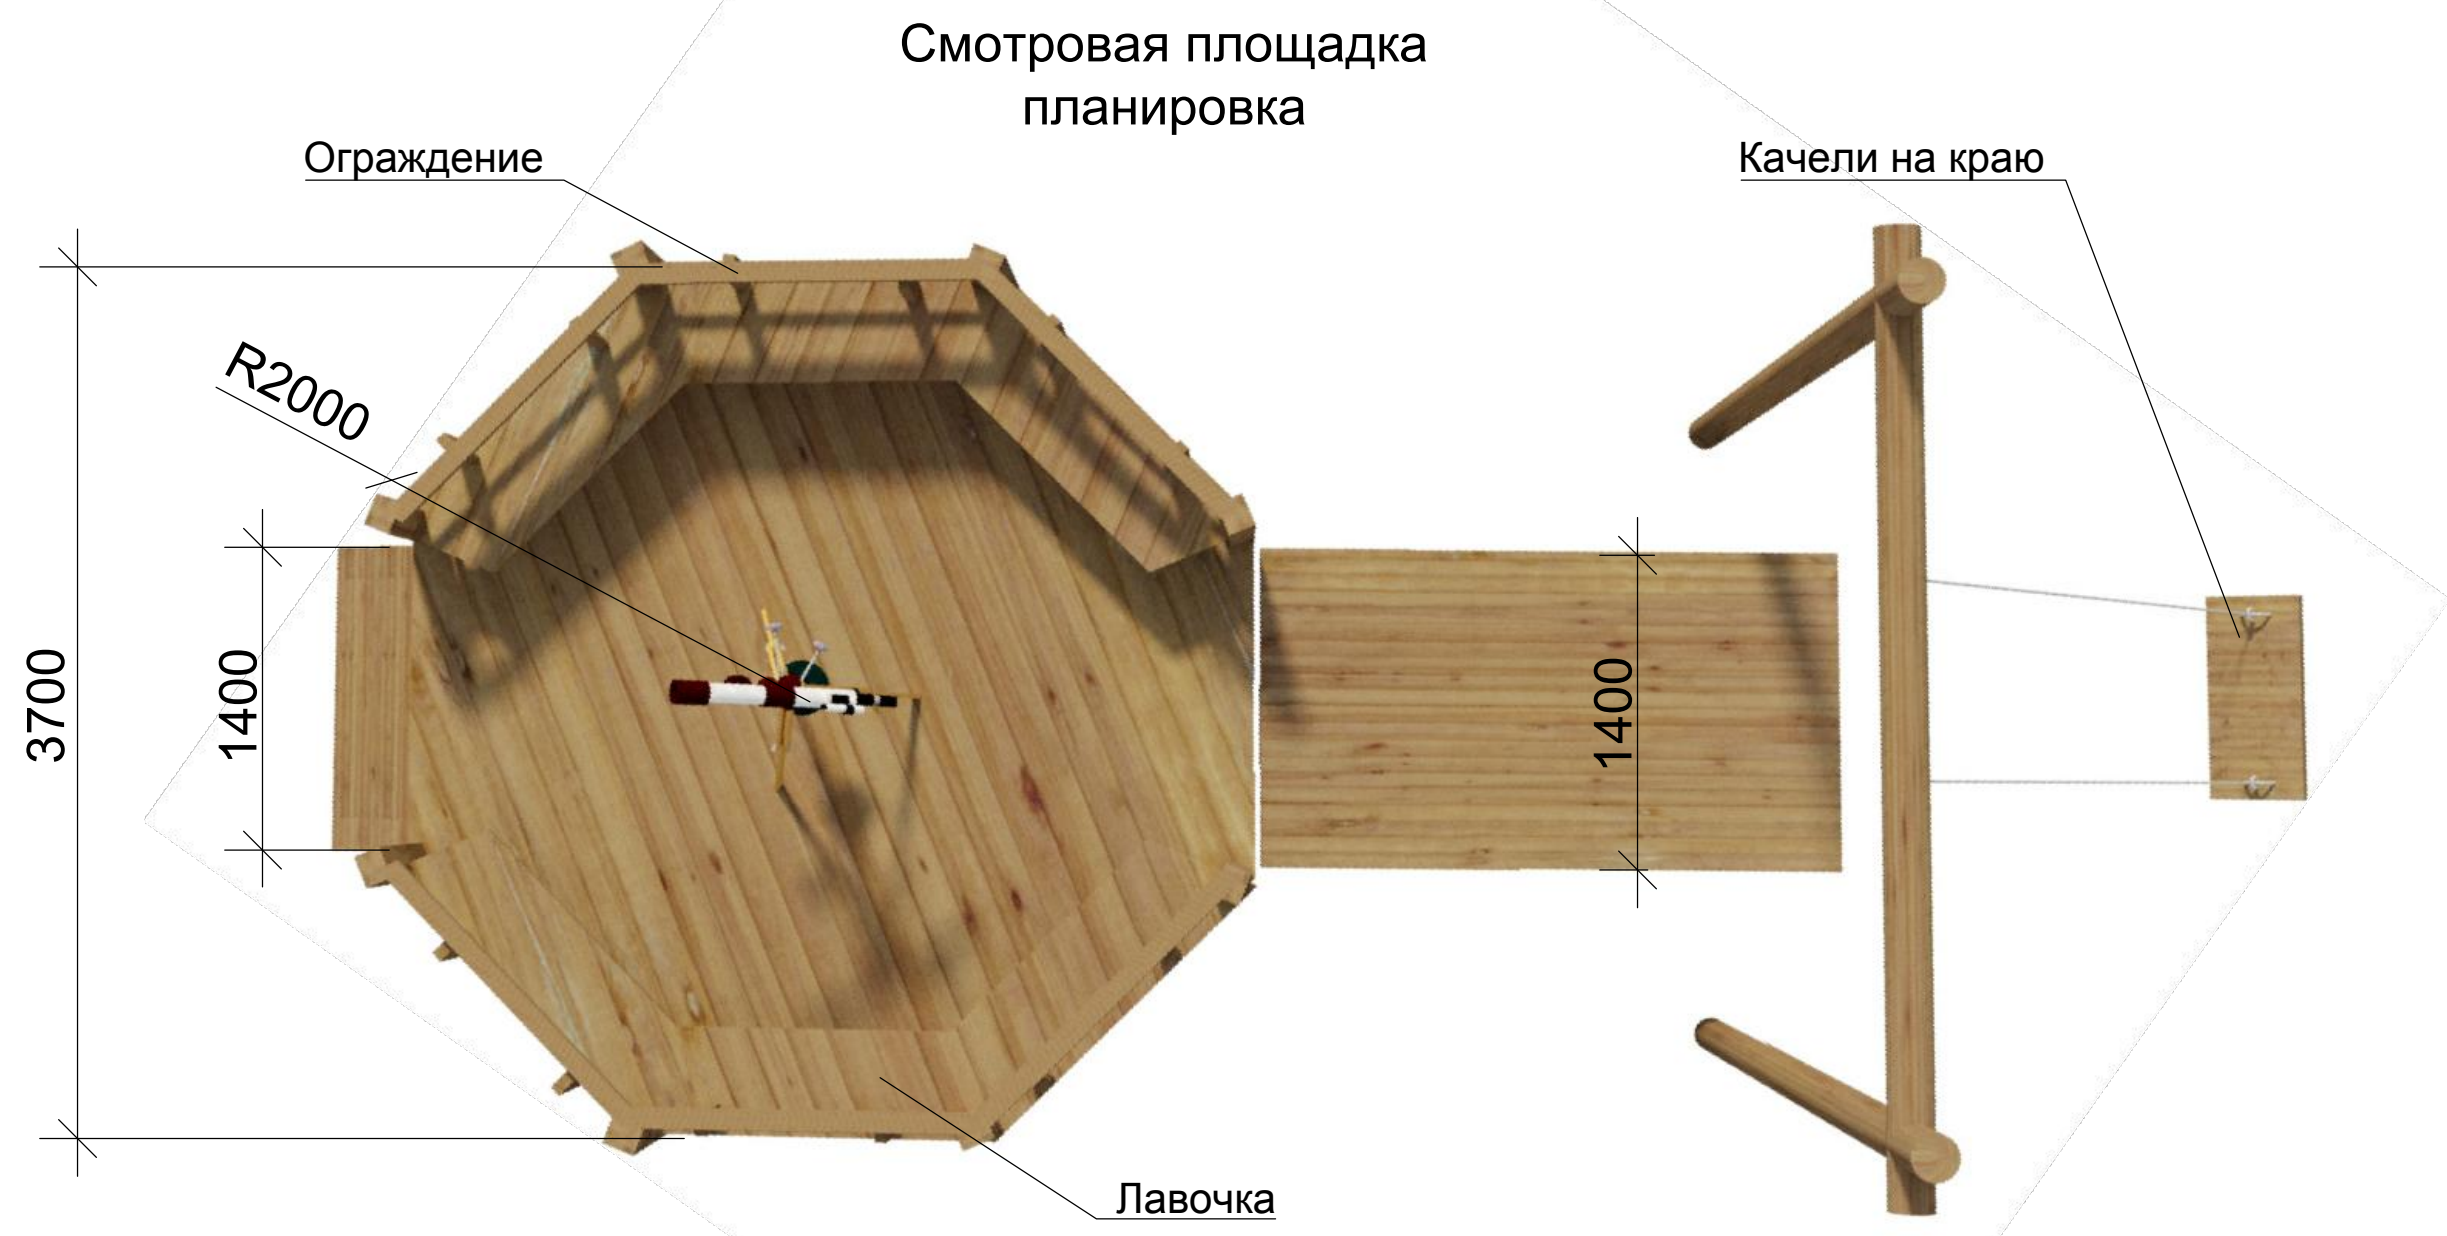 Смотровая площадка
планировка
Ограждение
Качели на краю
R2000
3700
1400
1400
Лавочка